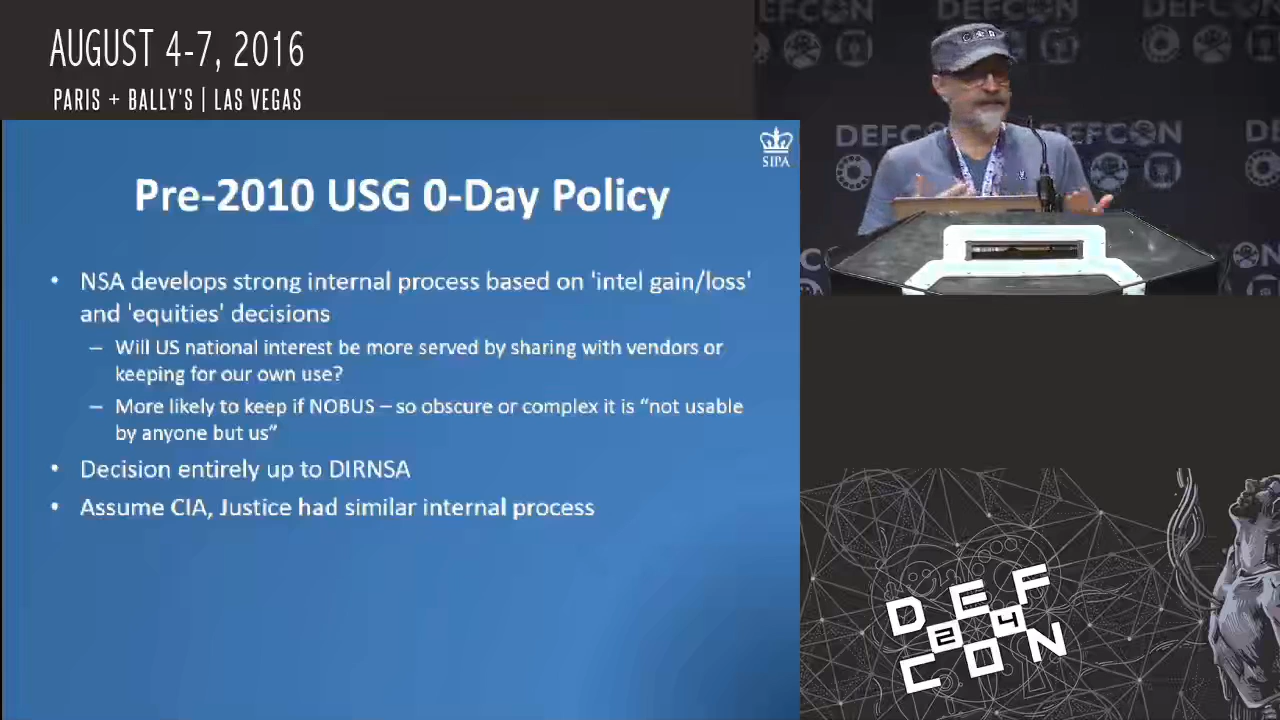 AUGUST 4-7, 2016
PARIS + BALLY'S | LAS VEGAS
DEFCON
DEFCON
DEFCON
DEFCON
DEFCON
SIPA
Pre-2010 USG 0-Day Policy
• NSA develops strong internal process based on 'intel gain/loss'
and 'equities' decisions
– Will US national interest be more served by sharing with vendors or
keeping for our own use?
– More likely to keep if NOBUS – so obscure or complex it is “not usable
by anyone but us”
• Decision entirely up to DIRNSA
• Assume CIA, Justice had similar internal process
DEF
24
CON